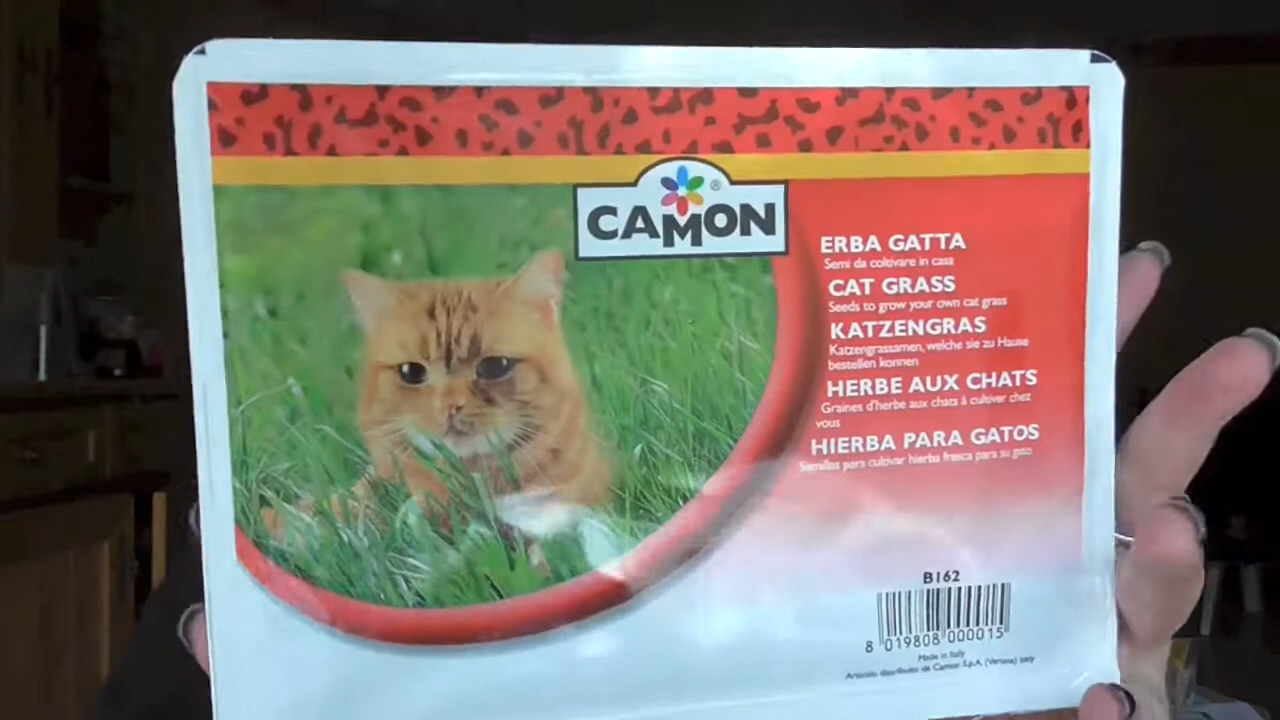 CAMON®
ERBA GATTA
Semi da coltivare in casa
CAT GRASS
Seeds to grow your own cat grass
KATZENGRAS
Katzengrassamen, welche sie zu Hause
bestellen konnen
HERBE AUX CHATS
Graines d'herbe aux chats à cultiver chez
vous
HIERBA PARA GATOS
Semillas para cultivar hierba fresca para su gato
B162
8 019808 000015
Made in Italy
Articolo distribuito da Camon S.p.A. (Verona) Italy